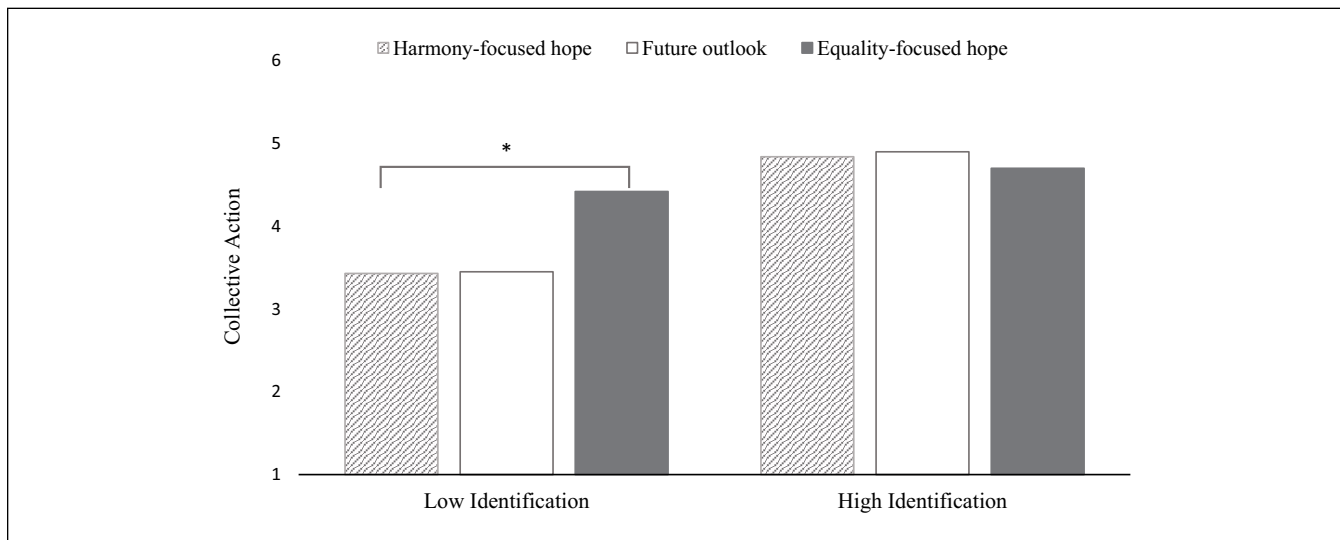 Harmony-focused hope Future outlook Equality-focused hope
6
5
4
3
2
1
Collective Action
*
Low Identification High Identification